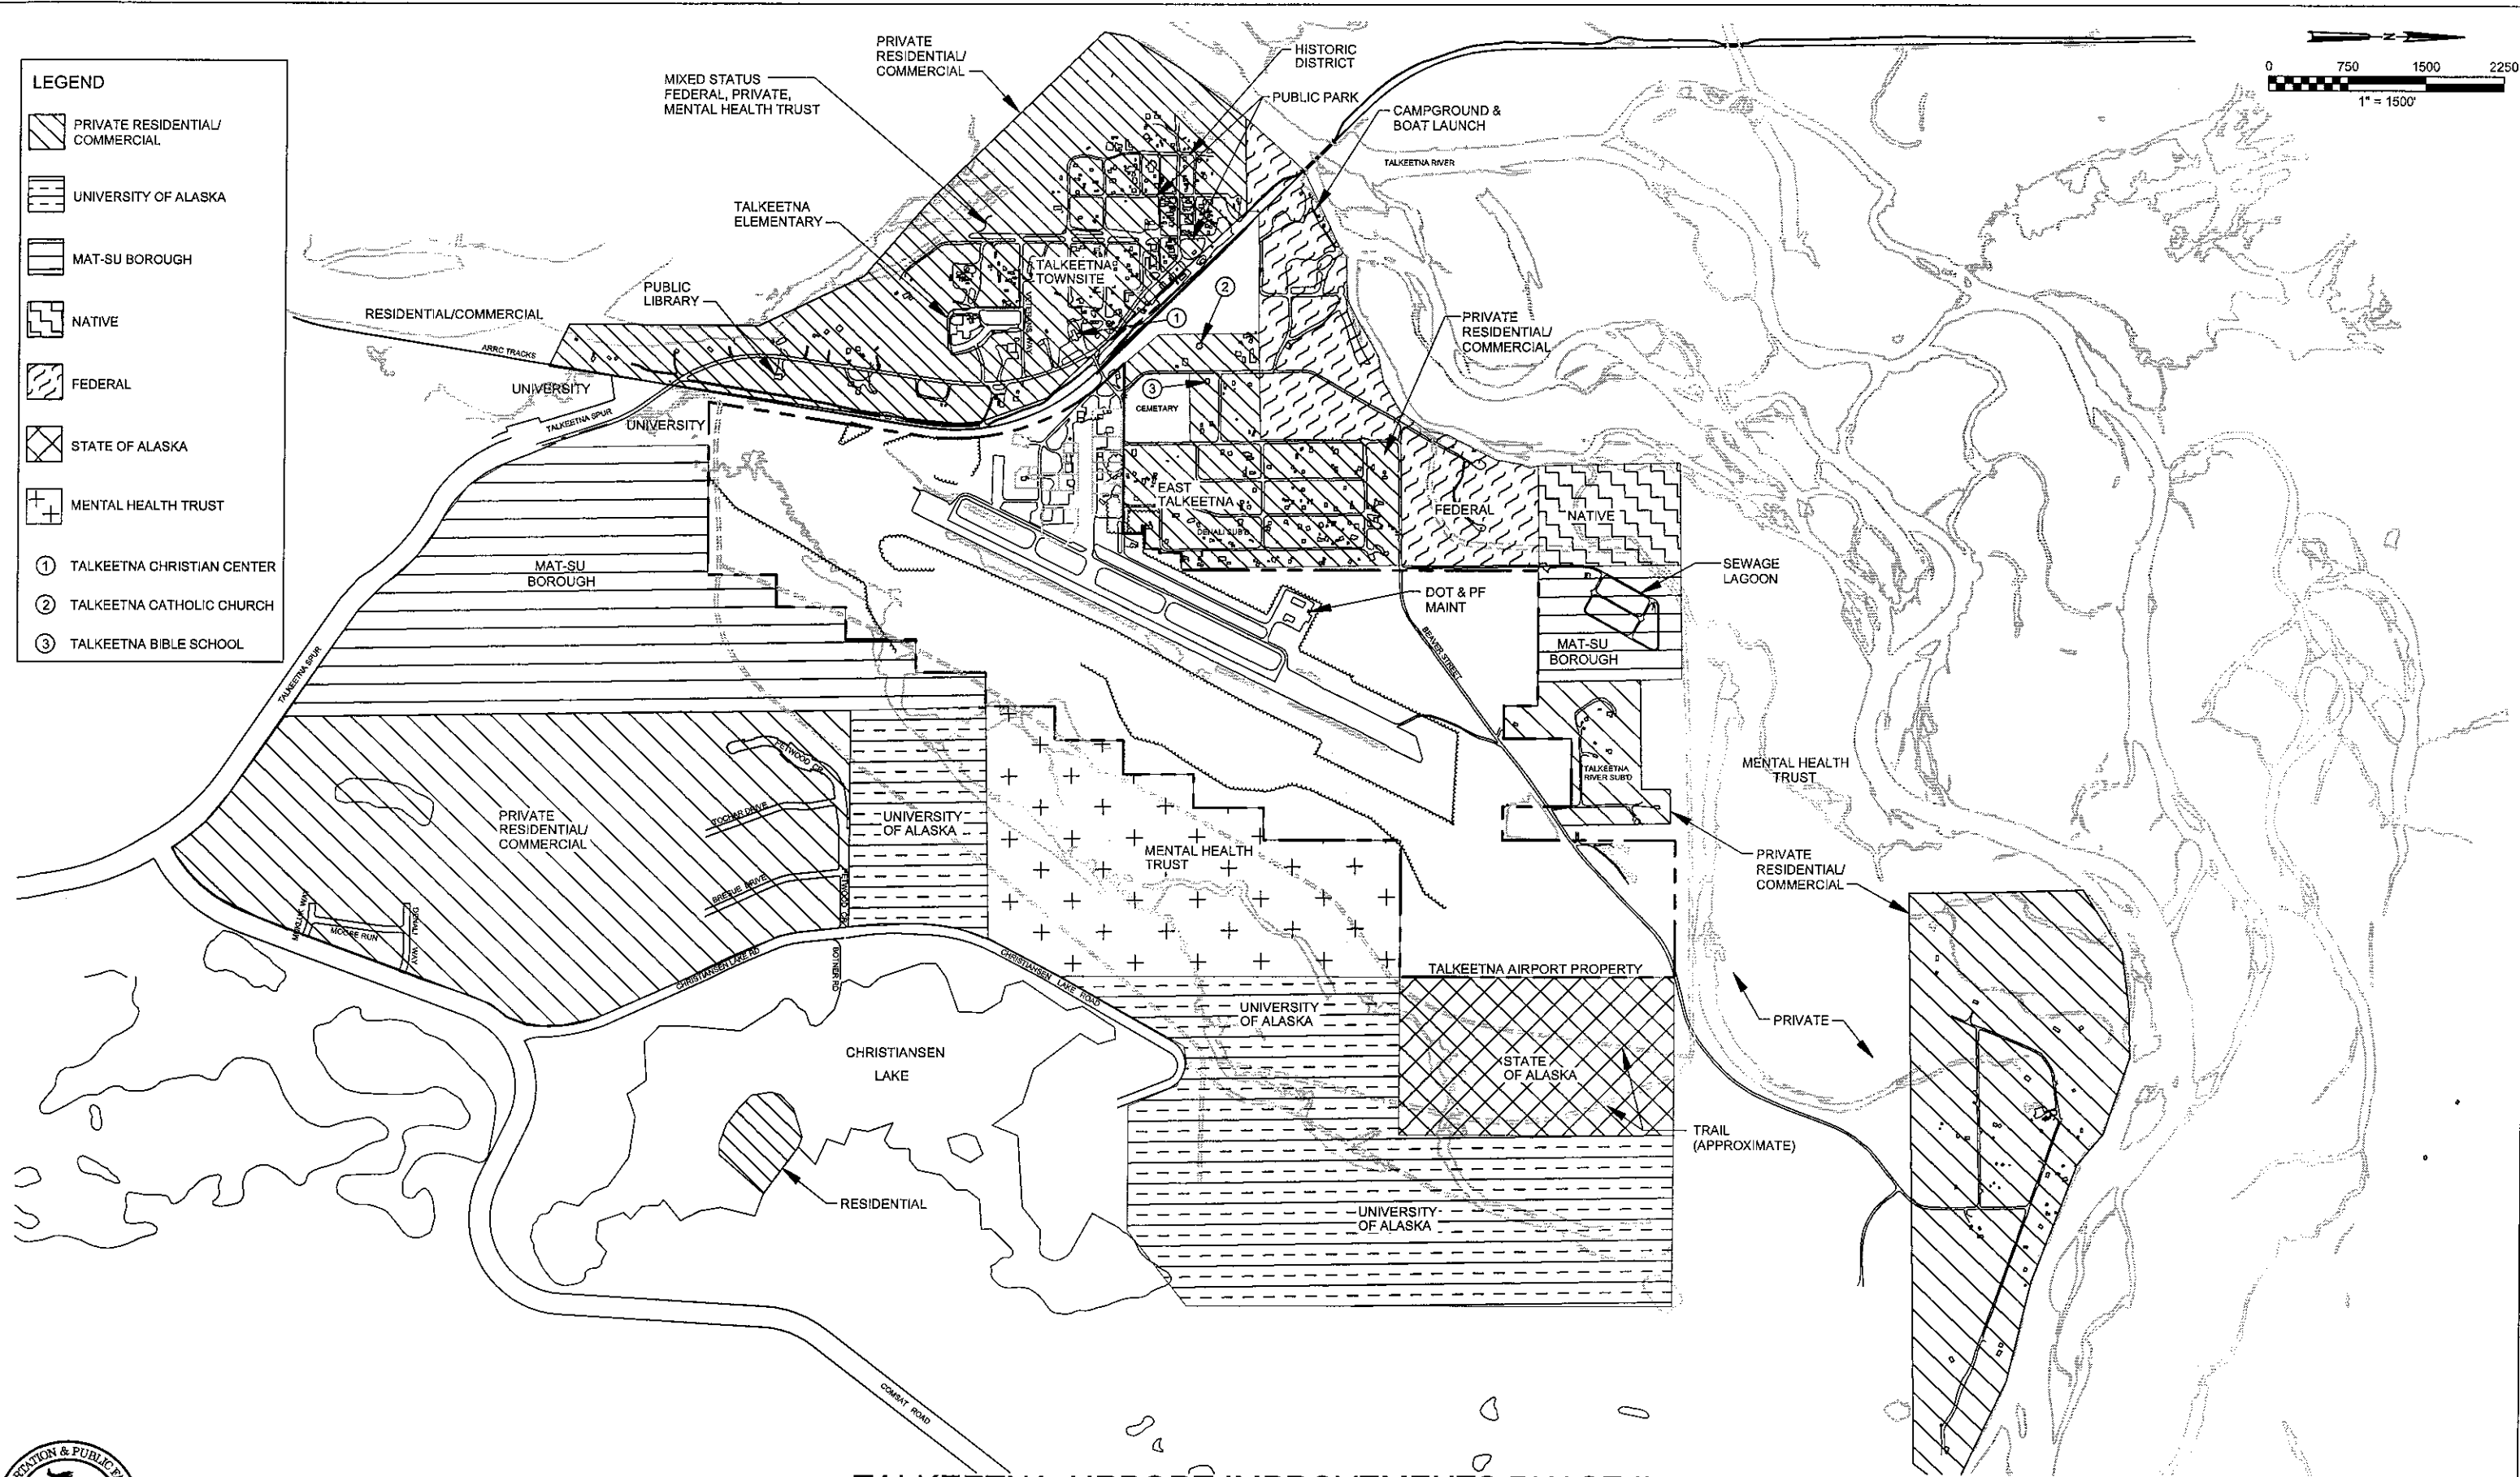 LEGEND
PRIVATE RESIDENTIAL/
COMMERCIAL
UNIVERSITY OF ALASKA
MAT-SU BOROUGH
NATIVE
FEDERAL
STATE OF ALASKA
MENTAL HEALTH TRUST
1 TALKEETNA CHRISTIAN CENTER
2 TALKEETNA CATHOLIC CHURCH
3 TALKEETNA BIBLE SCHOOL
PRIVATE
RESIDENTIAL/
COMMERCIAL
MIXED STATUS
FEDERAL, PRIVATE,
MENTAL HEALTH TRUST
HISTORIC
DISTRICT
PUBLIC PARK
CAMPGROUND &
BOAT LAUNCH
TALKEETNA RIVER
N
0 750 1500 2250
1" = 1500'
TALKEETNA
ELEMENTARY
TALKEETNA
TOWNSITE
PUBLIC
LIBRARY
RESIDENTIAL/COMMERCIAL
ARRC TRACKS
2
1
3
CEMETARY
PRIVATE
RESIDENTIAL/
COMMERCIAL
UNIVERSITY
TALKEETNA SPUR
UNIVERSITY
EAST
TALKEETNA
DENALI SUB'D
FEDERAL
NATIVE
SEWAGE
LAGOON
MAT-SU
BOROUGH
DOT & PF
MAINT
BEAVER STREET
MAT-SU
BOROUGH
TALKEETNA SPUR
TALKEETNA
RIVER SUB'D
MENTAL HEALTH
TRUST
PRIVATE
RESIDENTIAL/
COMMERCIAL
UNIVERSITY
OF ALASKA
MENTAL HEALTH
TRUST
PRIVATE
RESIDENTIAL/
COMMERCIAL
MOOSE RUN
CHRISTIANSEN LAKE RD
CHRISTIANSEN LAKE ROAD
TALKEETNA AIRPORT PROPERTY
UNIVERSITY
OF ALASKA
PRIVATE
STATE
OF ALASKA
CHRISTIANSEN
LAKE
TRAIL
(APPROXIMATE)
RESIDENTIAL
UNIVERSITY
OF ALASKA
COMSAT ROAD